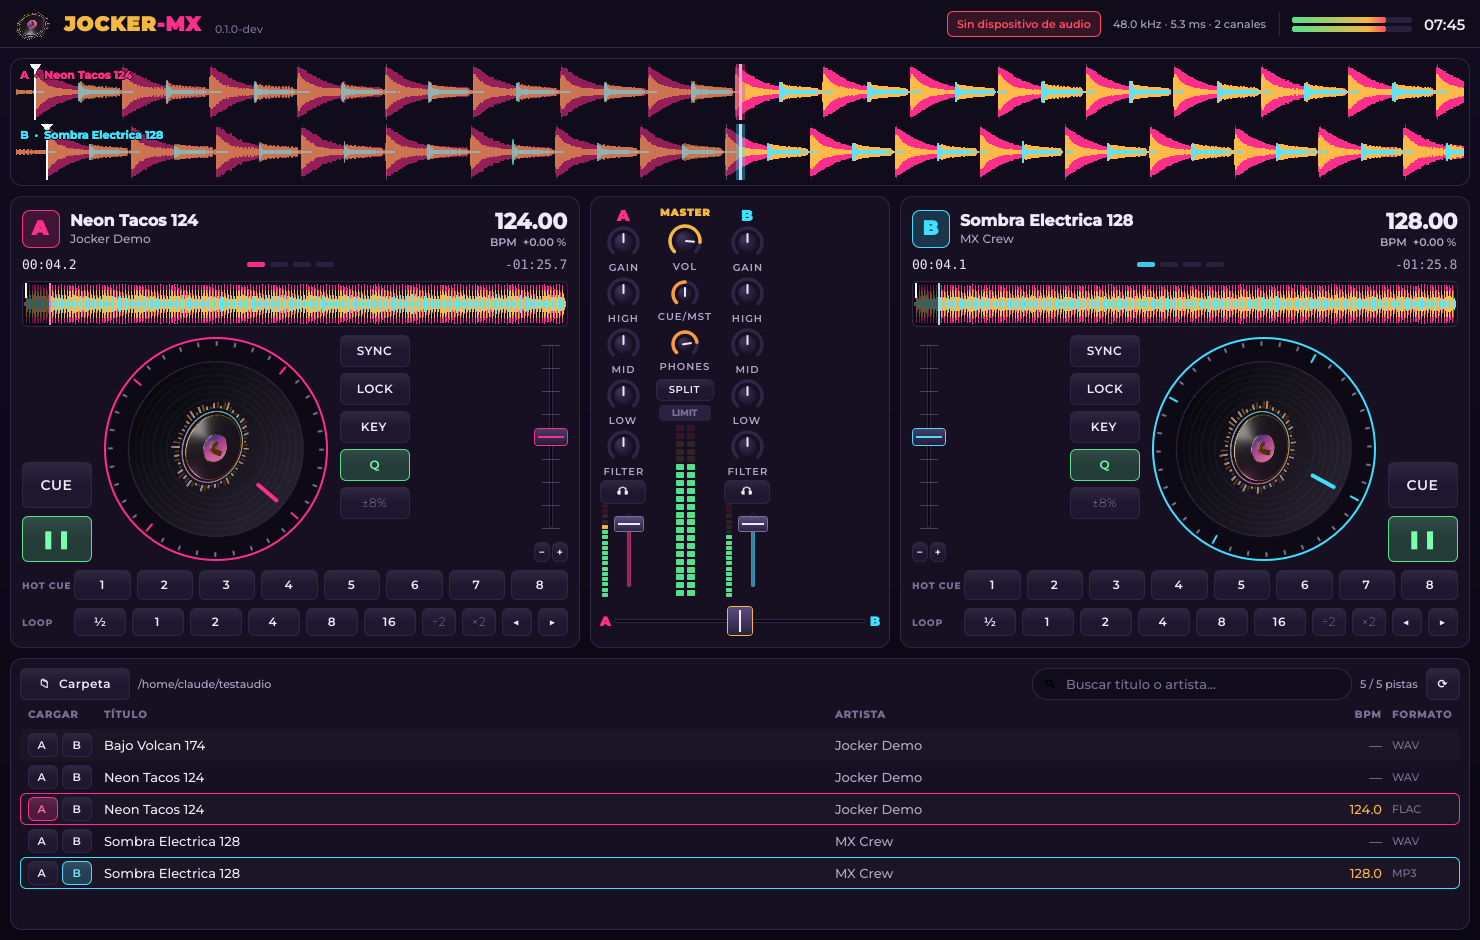 JOCKER-MX 0.1.0-dev
Sin dispositivo de audio 48.0 kHz · 5.3 ms · 2 canales 07:45
A · Neon Tacos 124
B · Sombra Electrica 128
A Neon Tacos 124 124.00
Jocker Demo BPM +0.00 %
00:04.2 -01:25.7
SYNC
LOCK
KEY
Q
±8%
CUE
− +
HOT CUE 1 2 3 4 5 6 7 8
LOOP ½ 1 2 4 8 16 ÷2 ×2 ◂ ▸
A MASTER B
GAIN VOL GAIN
HIGH CUE/MST HIGH
MID PHONES MID
SPLIT
LIMIT
LOW LOW
FILTER FILTER
A B
B Sombra Electrica 128 128.00
MX Crew BPM +0.00 %
00:04.1 -01:25.8
SYNC
LOCK
KEY
Q
±8%
CUE
− +
HOT CUE 1 2 3 4 5 6 7 8
LOOP ½ 1 2 4 8 16 ÷2 ×2 ◂ ▸
Carpeta /home/claude/testaudio Buscar título o artista... 5 / 5 pistas ⟳
CARGAR TÍTULO ARTISTA BPM FORMATO
A B Bajo Volcan 174 Jocker Demo — WAV
A B Neon Tacos 124 Jocker Demo — WAV
A B Neon Tacos 124 Jocker Demo 124.0 FLAC
A B Sombra Electrica 128 MX Crew — WAV
A B Sombra Electrica 128 MX Crew 128.0 MP3